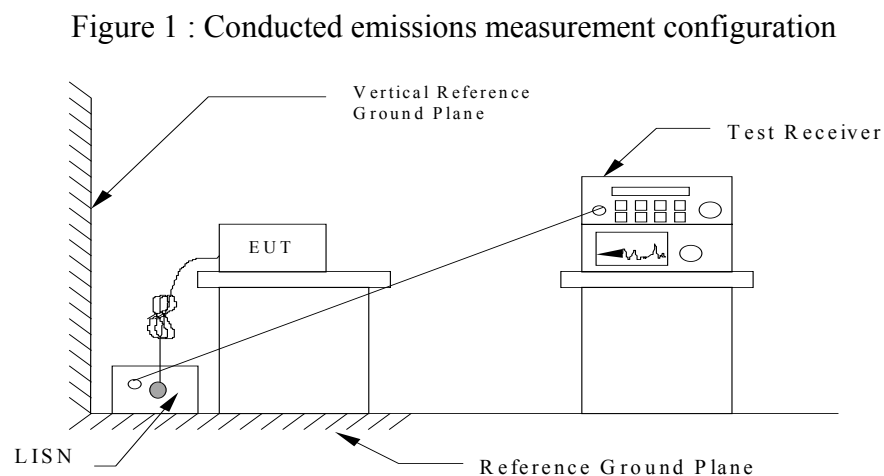 Figure 1 : Conducted emissions measurement configuration
Vertical Reference
Ground Plane
Test Receiver
EUT
LISN
Reference Ground Plane